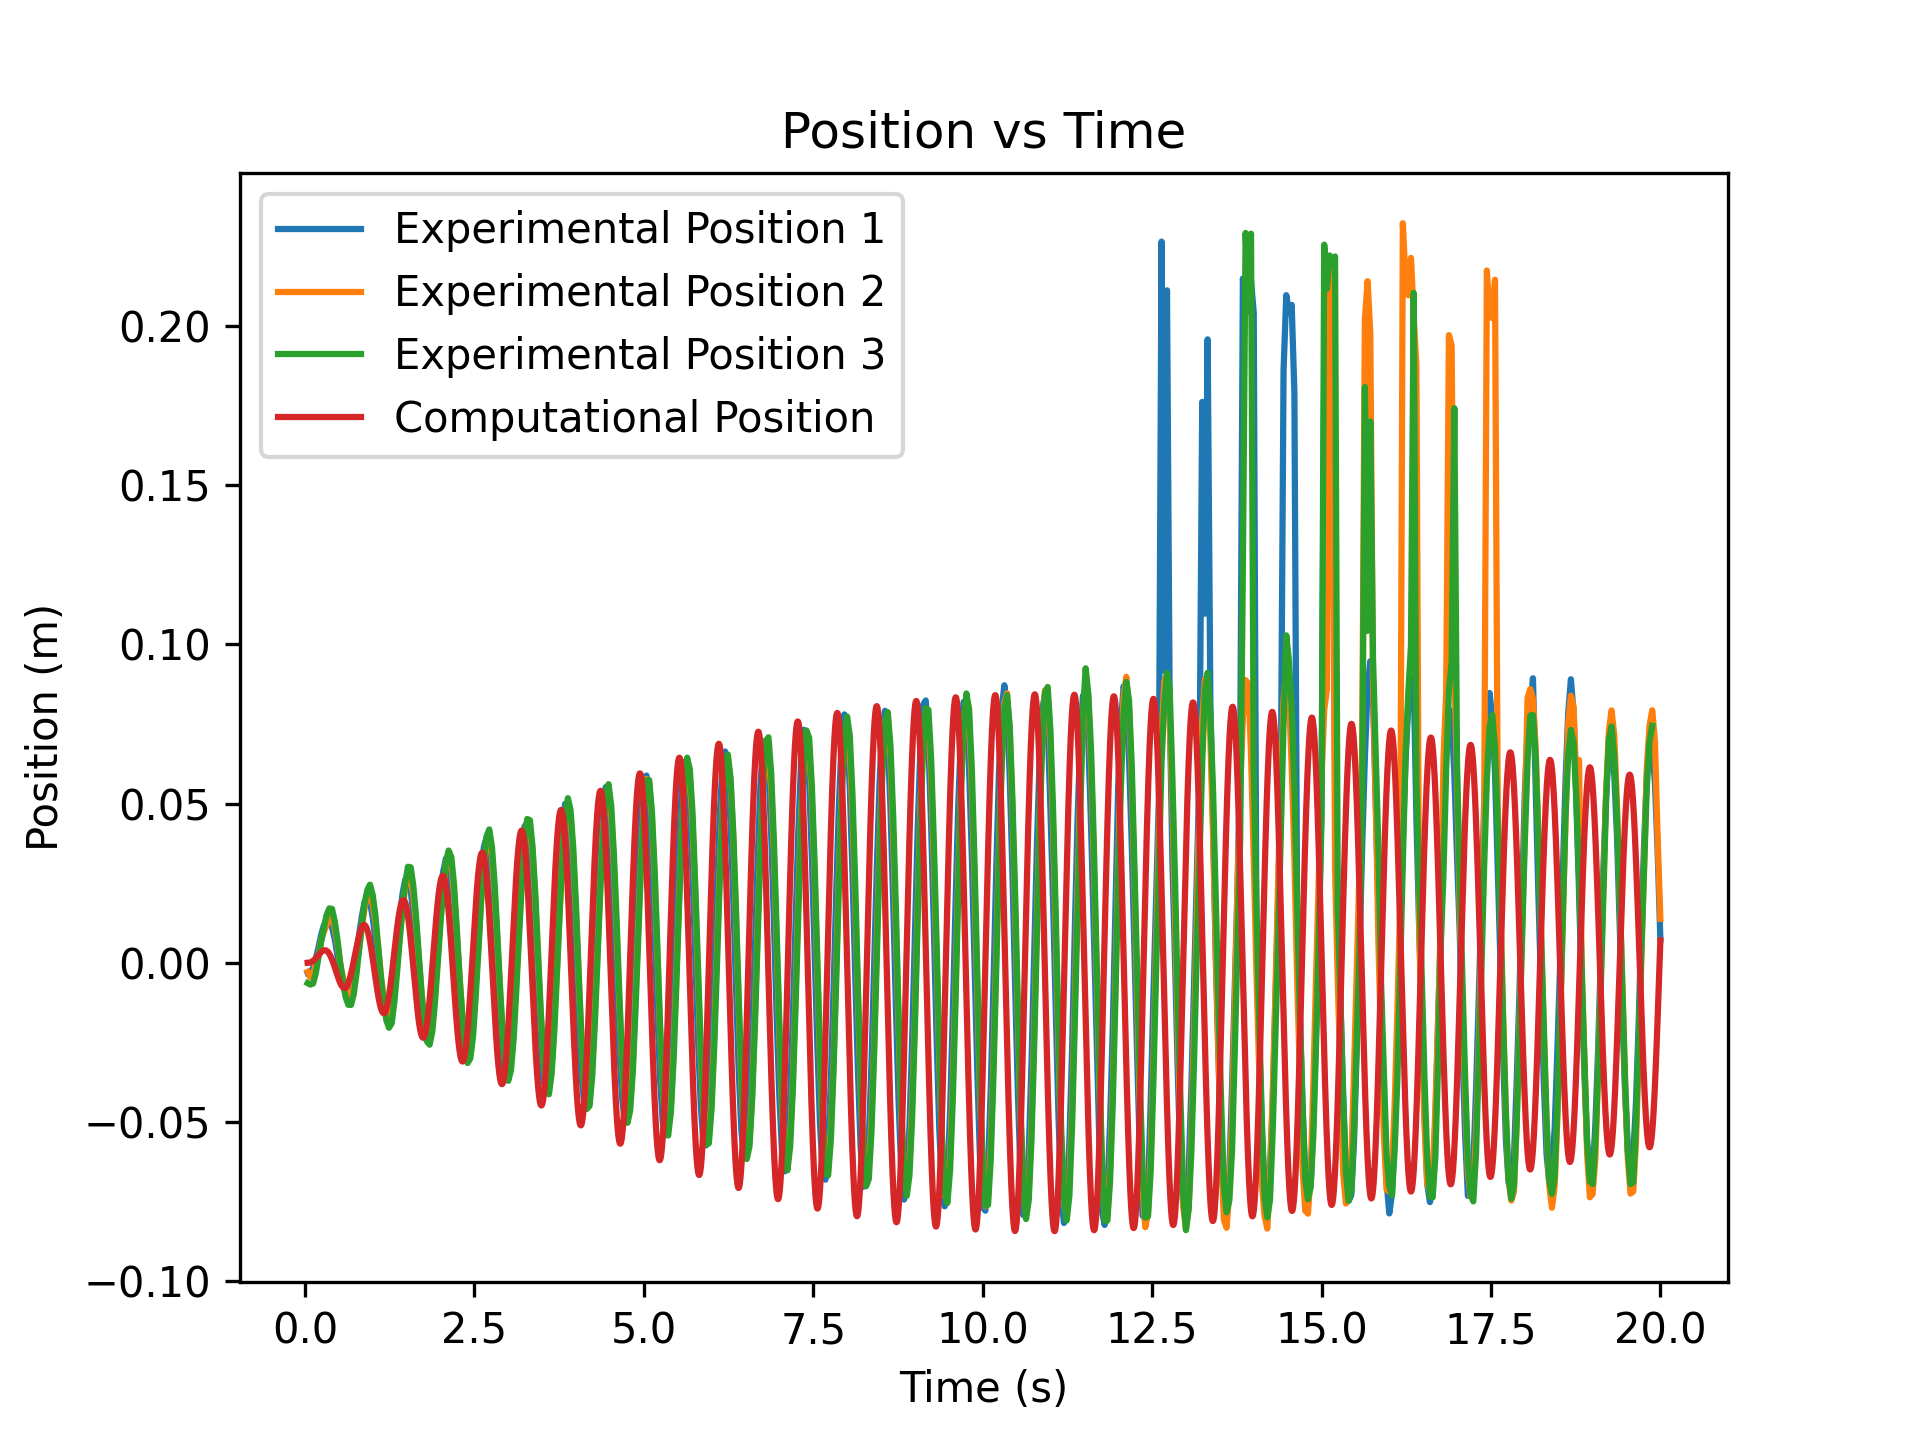 Position vs Time
Experimental Position 1
Experimental Position 2
Experimental Position 3
Computational Position
0.20
0.15
0.10
0.05
0.00
−0.05
−0.10
Position (m)
0.0 2.5 5.0 7.5 10.0 12.5 15.0 17.5 20.0
Time (s)